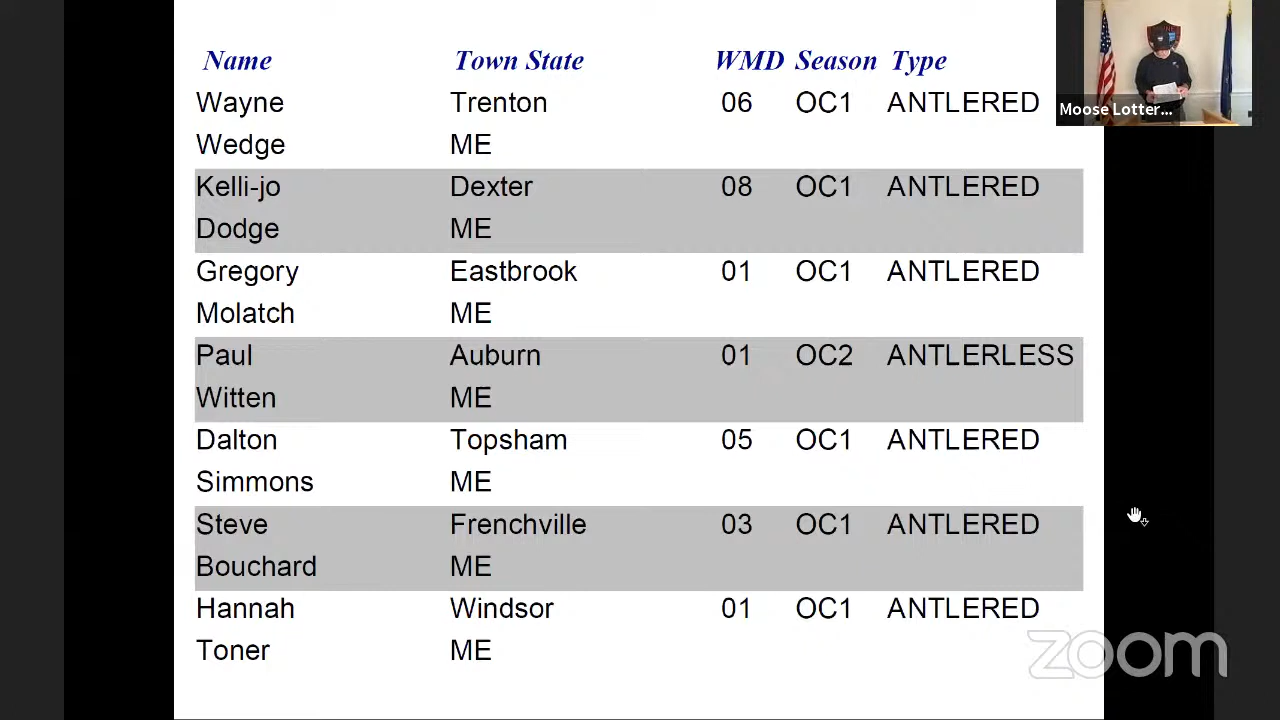 Name Town State WMD Season Type
Wayne Trenton 06 OC1 ANTLERED
Wedge ME
Kelli-jo Dexter 08 OC1 ANTLERED
Dodge ME
Gregory Eastbrook 01 OC1 ANTLERED
Molatch ME
Paul Auburn 01 OC2 ANTLERLESS
Witten ME
Dalton Topsham 05 OC1 ANTLERED
Simmons ME
Steve Frenchville 03 OC1 ANTLERED
Bouchard ME
Hannah Windsor 01 OC1 ANTLERED
Toner ME
Moose Lotter...
zoom